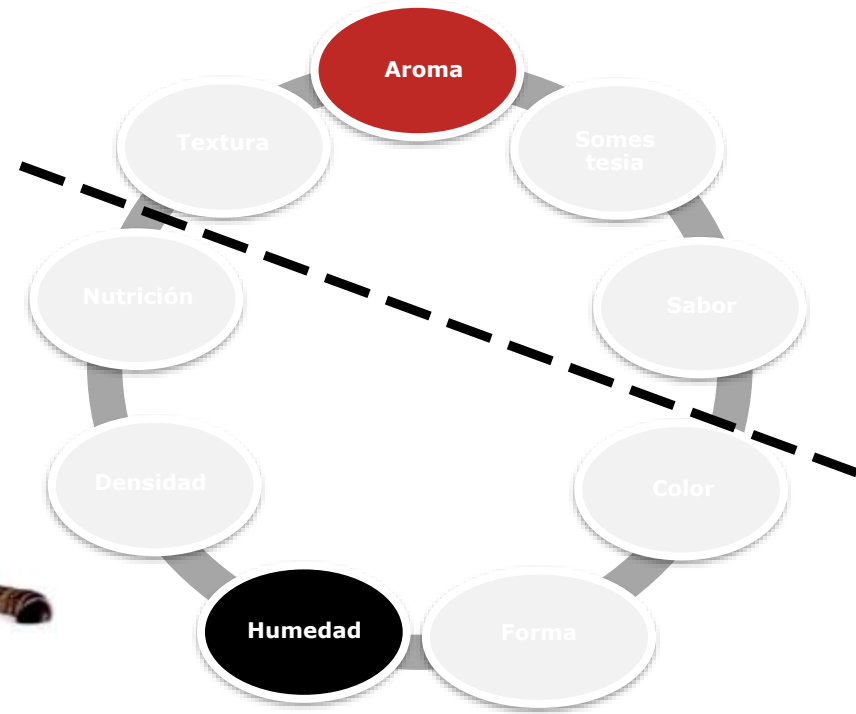 Aroma
Textura
Somes
tesia
Nutrición
Sabor
Densidad
Color
Humedad
Forma